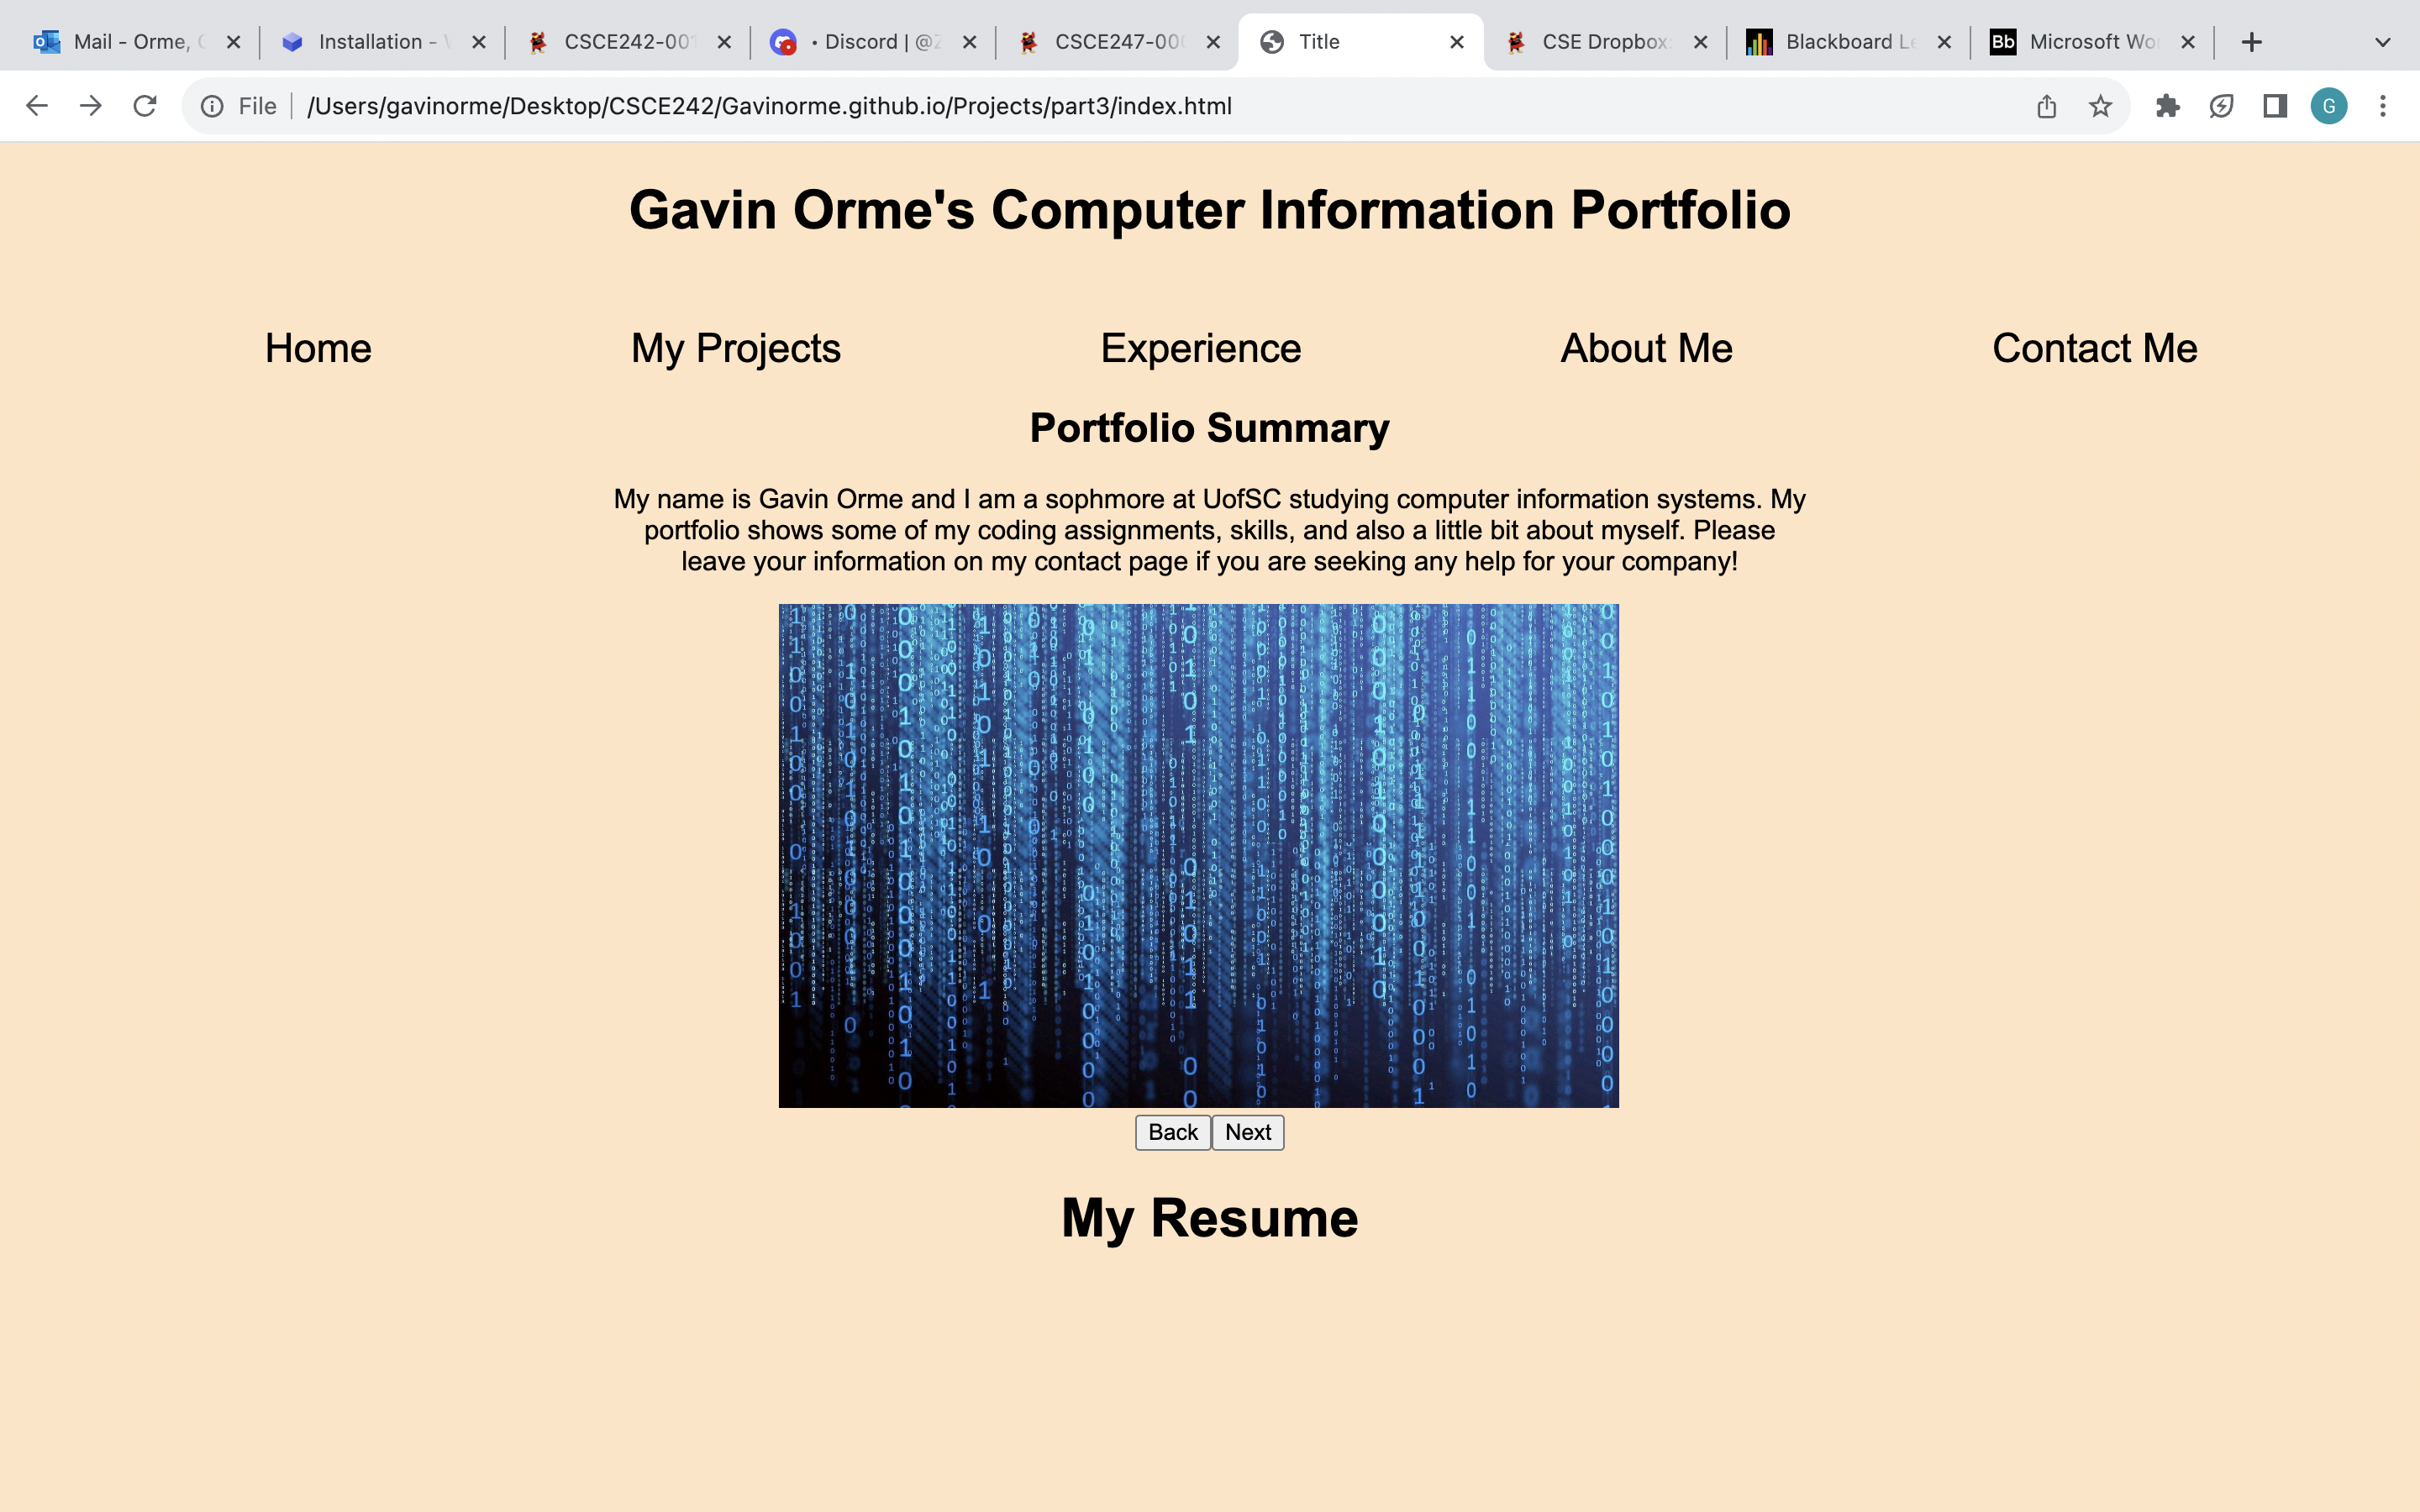 Mail - Orme, Installation - CSCE242-001 • Discord | @ CSCE247-00 Title CSE Dropbox: Blackboard Le Bb Microsoft Wo
File /Users/gavinorme/Desktop/CSCE242/Gavinorme.github.io/Projects/part3/index.html G
Gavin Orme's Computer Information Portfolio
Home My Projects Experience About Me Contact Me
Portfolio Summary
My name is Gavin Orme and I am a sophmore at UofSC studying computer information systems. My
portfolio shows some of my coding assignments, skills, and also a little bit about myself. Please
leave your information on my contact page if you are seeking any help for your company!
Back Next
My Resume